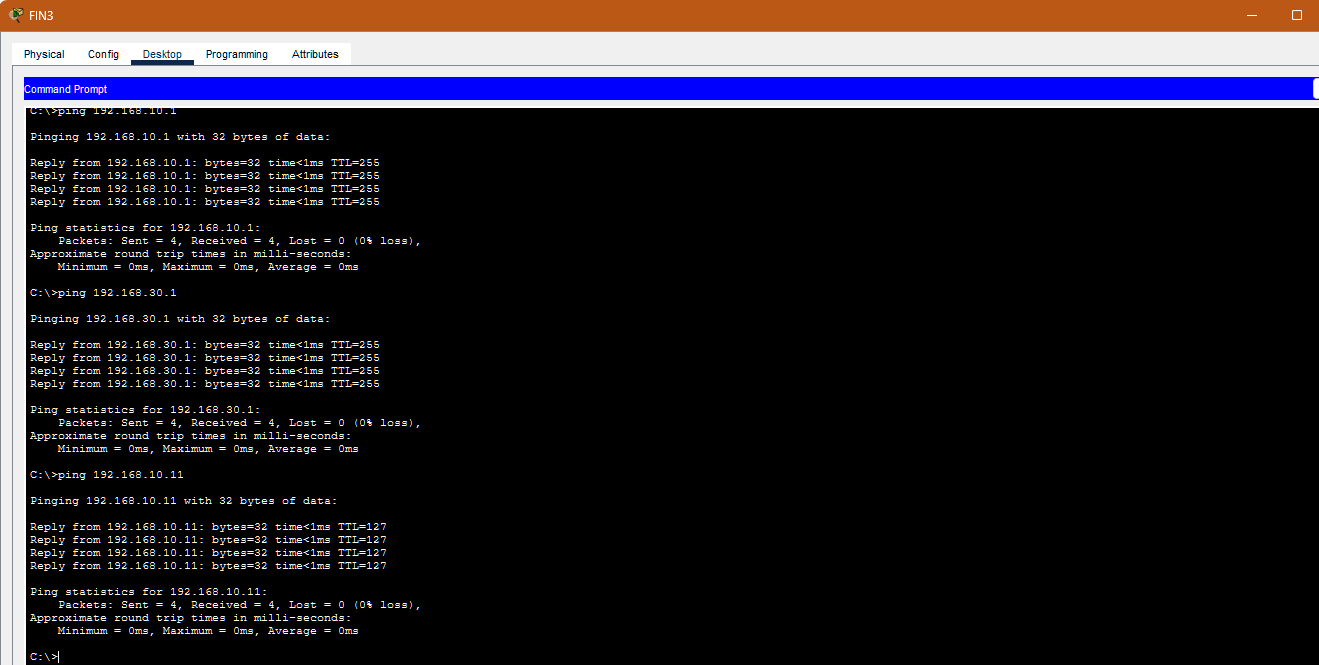 FIN3
Physical Config Desktop Programming Attributes
Command Prompt
C:\>ping 192.168.10.1
Pinging 192.168.10.1 with 32 bytes of data:
Reply from 192.168.10.1: bytes=32 time<1ms TTL=255
Reply from 192.168.10.1: bytes=32 time<1ms TTL=255
Reply from 192.168.10.1: bytes=32 time<1ms TTL=255
Reply from 192.168.10.1: bytes=32 time<1ms TTL=255
Ping statistics for 192.168.10.1:
Packets: Sent = 4, Received = 4, Lost = 0 (0% loss),
Approximate round trip times in milli-seconds:
Minimum = 0ms, Maximum = 0ms, Average = 0ms
C:\>ping 192.168.30.1
Pinging 192.168.30.1 with 32 bytes of data:
Reply from 192.168.30.1: bytes=32 time<1ms TTL=255
Reply from 192.168.30.1: bytes=32 time<1ms TTL=255
Reply from 192.168.30.1: bytes=32 time<1ms TTL=255
Reply from 192.168.30.1: bytes=32 time<1ms TTL=255
Ping statistics for 192.168.30.1:
Packets: Sent = 4, Received = 4, Lost = 0 (0% loss),
Approximate round trip times in milli-seconds:
Minimum = 0ms, Maximum = 0ms, Average = 0ms
C:\>ping 192.168.10.11
Pinging 192.168.10.11 with 32 bytes of data:
Reply from 192.168.10.11: bytes=32 time<1ms TTL=127
Reply from 192.168.10.11: bytes=32 time<1ms TTL=127
Reply from 192.168.10.11: bytes=32 time<1ms TTL=127
Reply from 192.168.10.11: bytes=32 time<1ms TTL=127
Ping statistics for 192.168.10.11:
Packets: Sent = 4, Received = 4, Lost = 0 (0% loss),
Approximate round trip times in milli-seconds:
Minimum = 0ms, Maximum = 0ms, Average = 0ms
C:\>